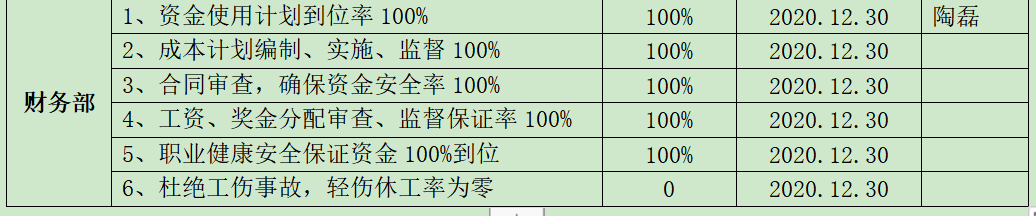 财务部
1、资金使用计划到位率 100% 100% 2020.12.30 陶磊
2、成本计划编制、实施、监督 100% 100% 2020.12.30
3、合同审查，确保资金安全率 100% 100% 2020.12.30
4、工资、奖金分配审查、监督保证率 100% 100% 2020.12.30
5、职业健康安全保证资金 100%到位 100% 2020.12.30
6、杜绝工伤事故，轻伤休工率为零 0 2020.12.30